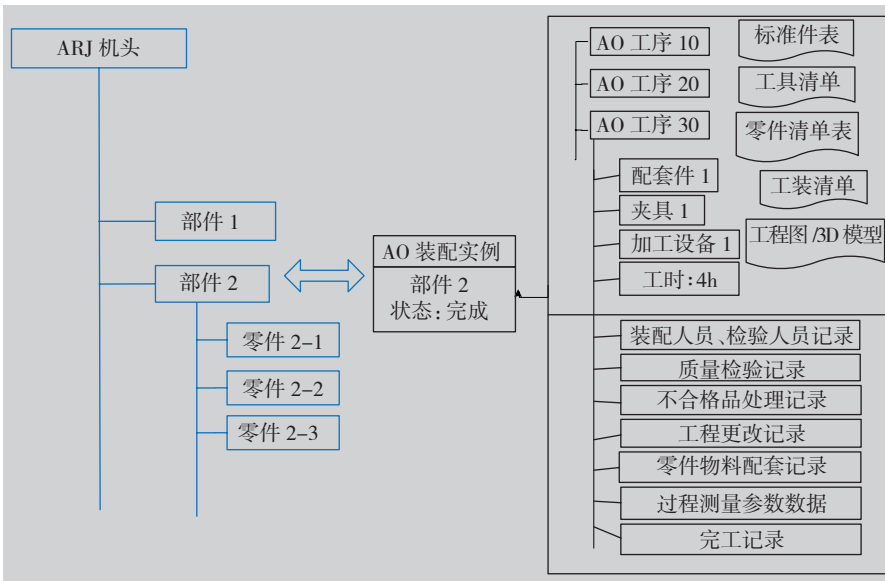 ARJ 机头
部件 1
部件 2
零件 2-1
零件 2-2
零件 2-3
AO 装配实例
部件 2
状态:完成
AO 工序 10
AO 工序 20
AO 工序 30
标准件表
工具清单
零件清单表
工装清单
工程图/3D 模型
配套件 1
夹具 1
加工设备 1
工时:4h
装配人员、检验人员记录
质量检验记录
不合格品处理记录
工程更改记录
零件物料配套记录
过程测量参数数据
完工记录